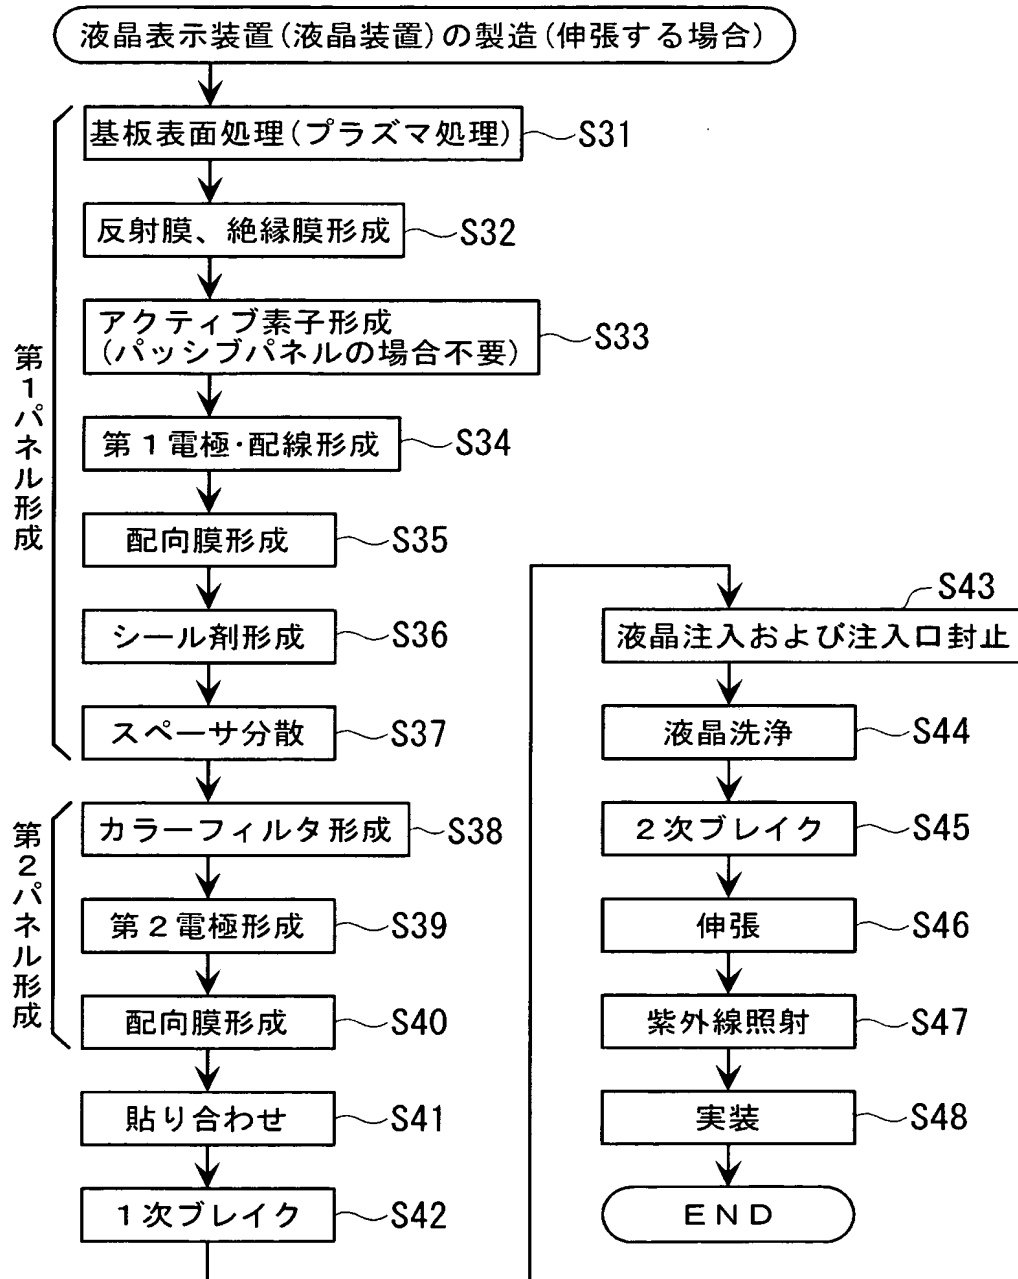 液晶表示装置(液晶装置)の製造(伸張する場合)
第1パネル形成
基板表面処理(プラズマ処理)
S31
反射膜、絶縁膜形成
S32
アクティブ素子形成
(パッシブパネルの場合不要)
S33
第1電極・配線形成
S34
配向膜形成
S35
シール剤形成
S36
スペーサ分散
S37
第2パネル形成
カラーフィルタ形成
S38
第2電極形成
S39
配向膜形成
S40
貼り合わせ
S41
1次ブレイク
S42
S43
液晶注入および注入口封止
液晶洗浄
S44
2次ブレイク
S45
伸張
S46
紫外線照射
S47
実装
S48
END